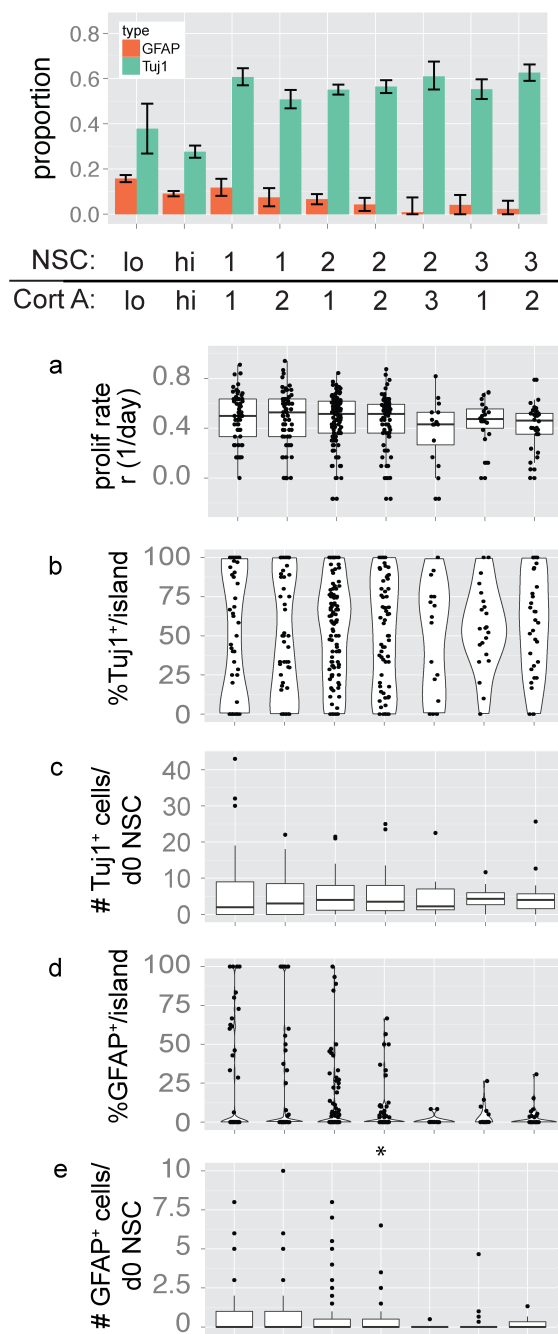 type
GFAP
Tuj1
proportion
0.8
0.6
0.4
0.2
0.0
NSC: lo hi 1 1 2 2 2 3 3
Cort A: lo hi 1 2 1 2 3 1 2
a
prolif rate
r (1/day)
0.8
0.4
0.0
b
%Tuj1⁺/island
100
75
50
25
0
c
# Tuj1⁺ cells/
d0 NSC
40
30
20
10
0
d
%GFAP⁺/island
100
75
50
25
0
*
e
# GFAP⁺ cells/
d0 NSC
10
7.5
5
2.5
0